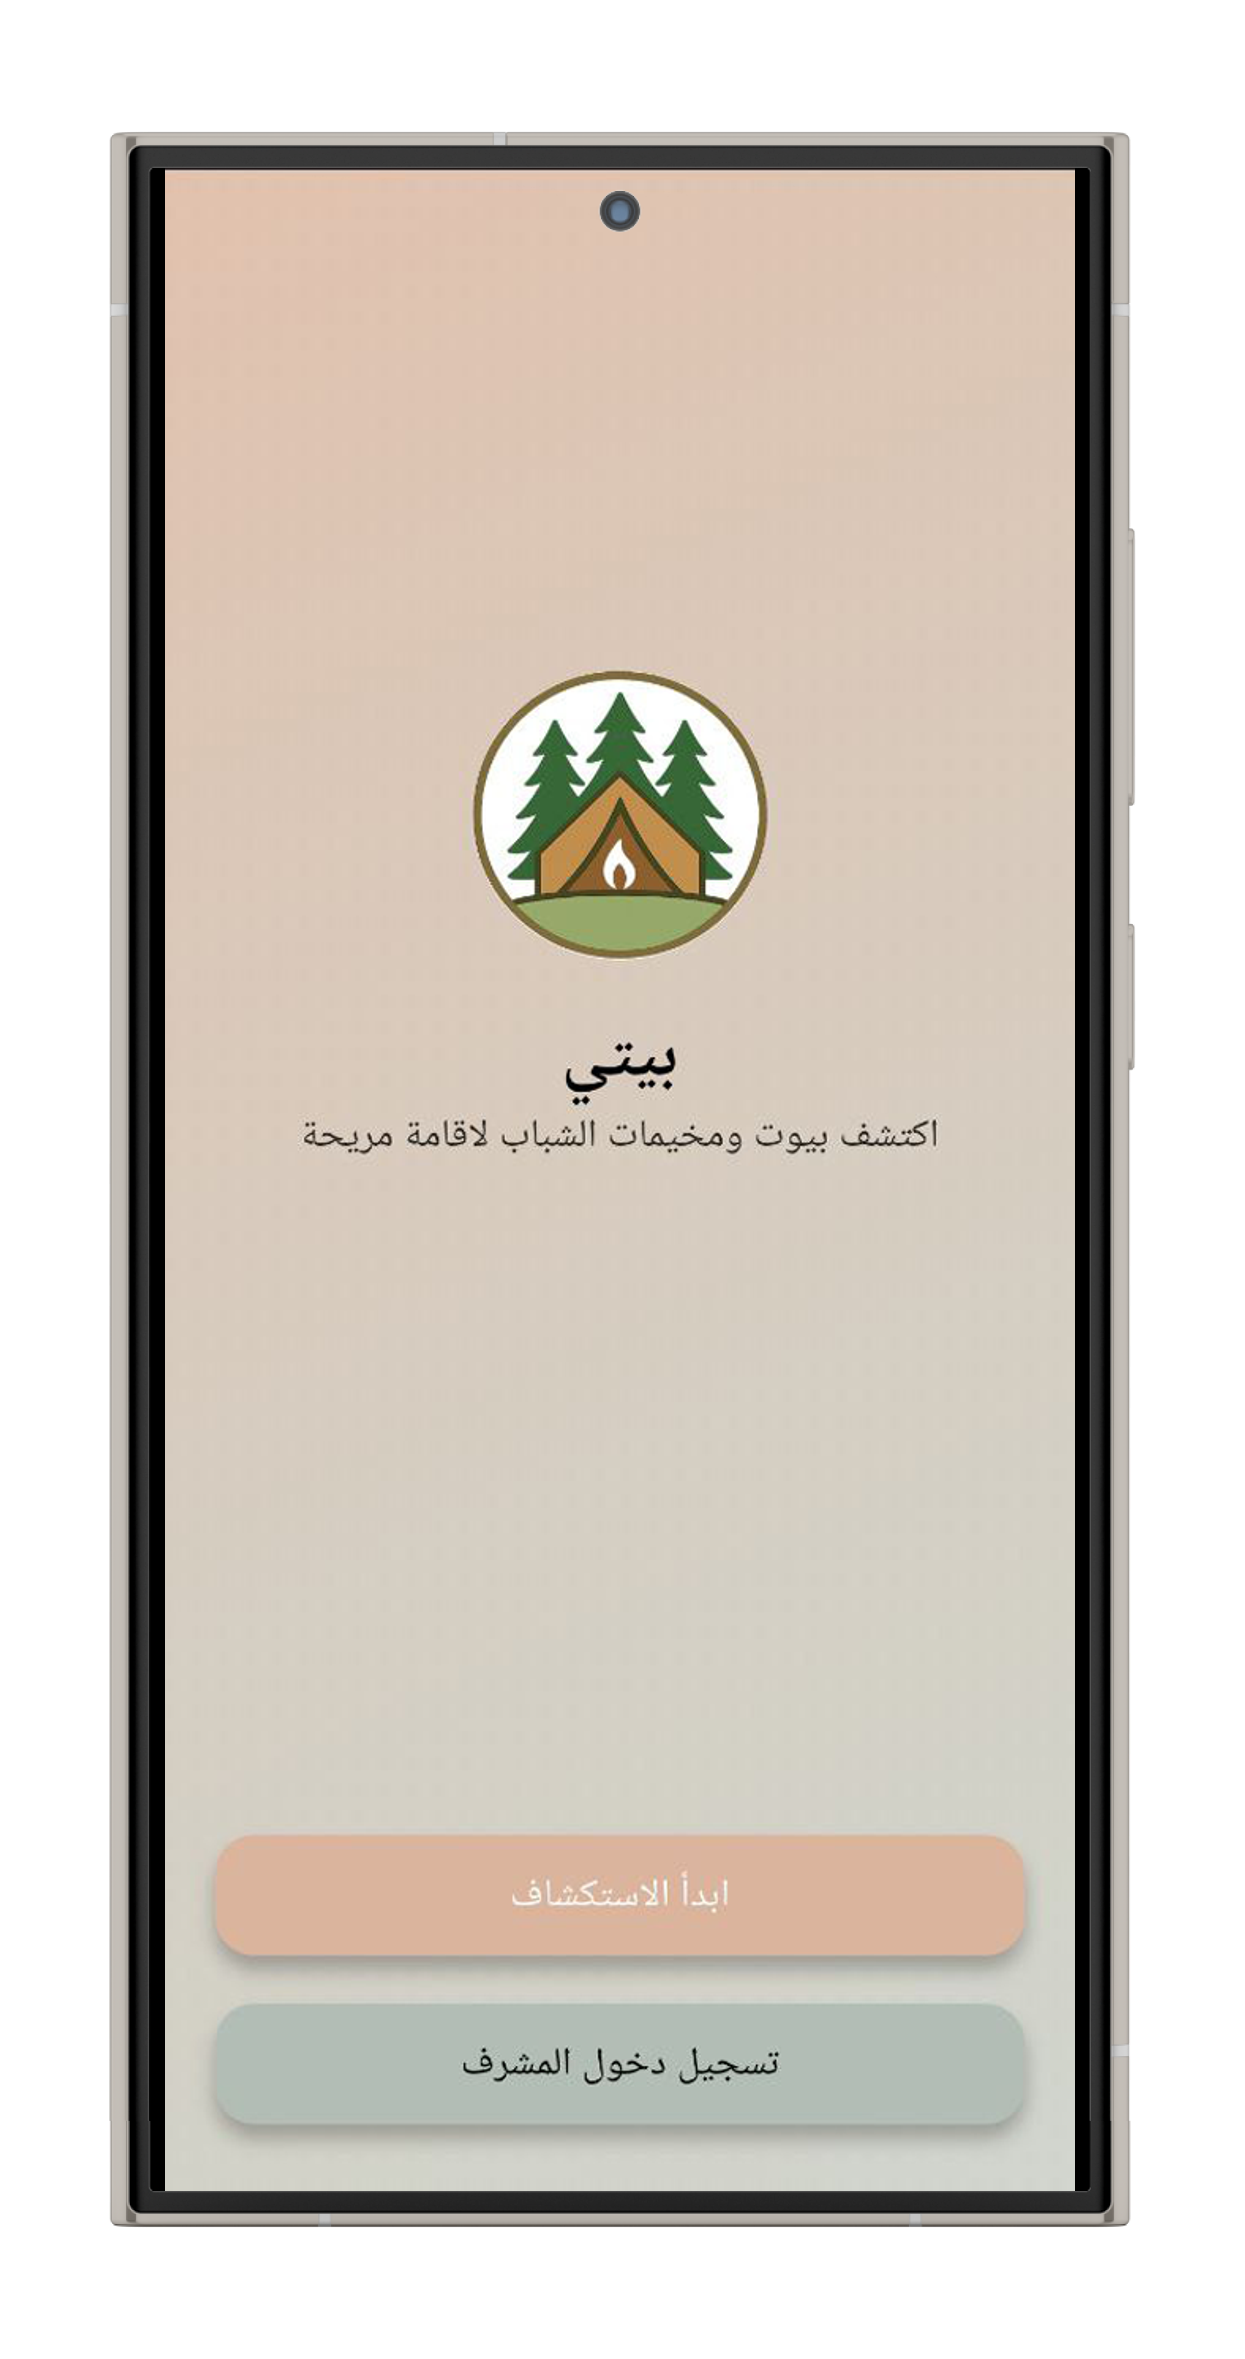 بيتي
اكتشف بيوت ومخيمات الشباب لاقامة مريحة
ابدأ الاستكشاف
تسجيل دخول المشرف